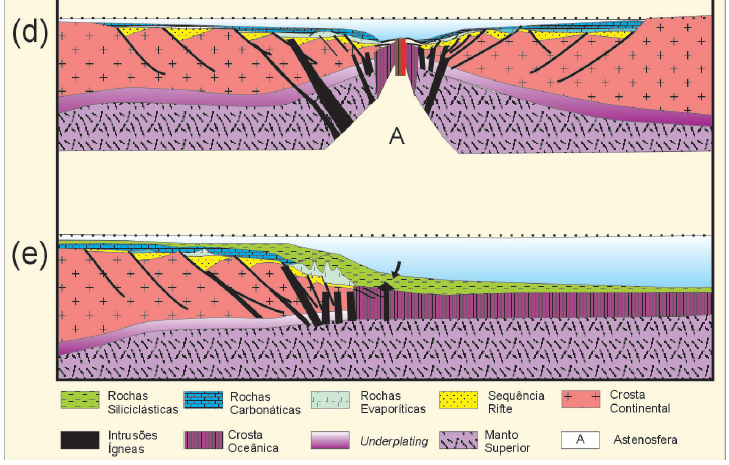 (d)
A
(e)
Rochas
Siliciclásticas
Rochas
Carbonáticas
Rochas
Evaporíticas
Sequência
Rifte
Crosta
Continental
Intrusões
Ígneas
Crosta
Oceânica
Underplating
Manto
Superior
A
Astenosfera